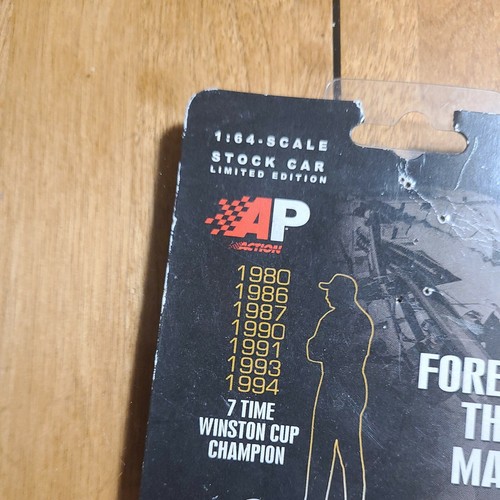 1:64-SCALE
STOCK CAR
LIMITED EDITION
AP
ACTION
1980
1986
1987
1990
1991
1993
1994
7 TIME
WINSTON CUP
CHAMPION
FORE
TH
MA